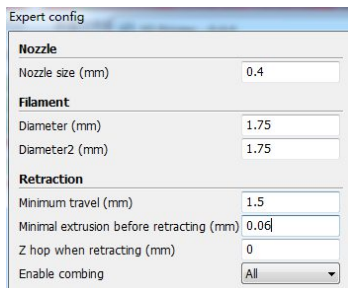 Expert config
Nozzle
Nozzle size (mm) 0.4
Filament
Diameter (mm) 1.75
Diameter2 (mm) 1.75
Retraction
Minimum travel (mm) 1.5
Minimal extrusion before retracting (mm) 0.06
Z hop when retracting (mm) 0
Enable combing All